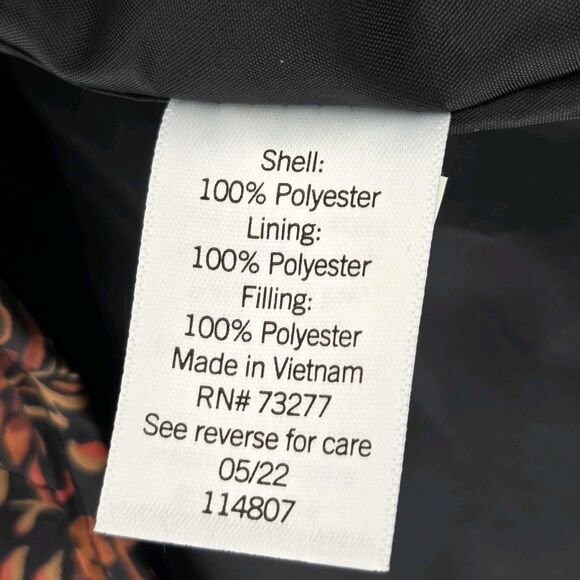 Shell:
100% Polyester
Lining:
100% Polyester
Filling:
100% Polyester
Made in Vietnam
RN# 73277
See reverse for care
05/22
114807